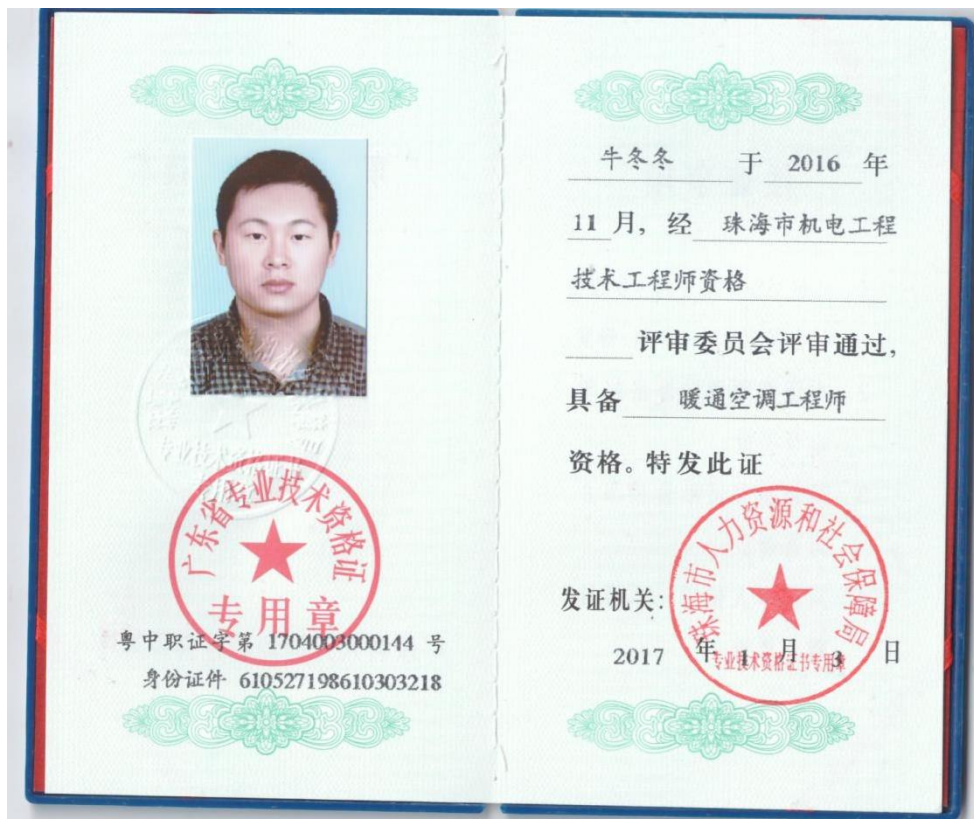 广东省专业技术资格证
专用章
粤中职证字第 1704003000144 号
身份证件 610527198610303218
牛冬冬 于 2016 年
11 月, 经 珠海市机电工程
技术工程师资格
评审委员会评审通过,
具备 暖通空调工程师
资格。特发此证
珠海市人力资源和社会保障局
发证机关:
2017 年 1 月 3 日
专业技术资格证书专用章